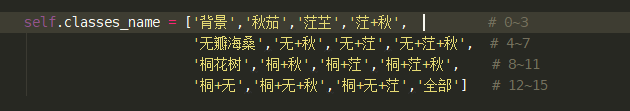 self.classes_name = ['背景','秋茄','茳芏','茳+秋', # 0~3
'无瓣海桑','无+秋','无+茳','无+茳+秋', # 4~7
'桐花树','桐+秋','桐+茳','桐+茳+秋', # 8~11
'桐+无','桐+无+秋','桐+无+茳','全部'] # 12~15